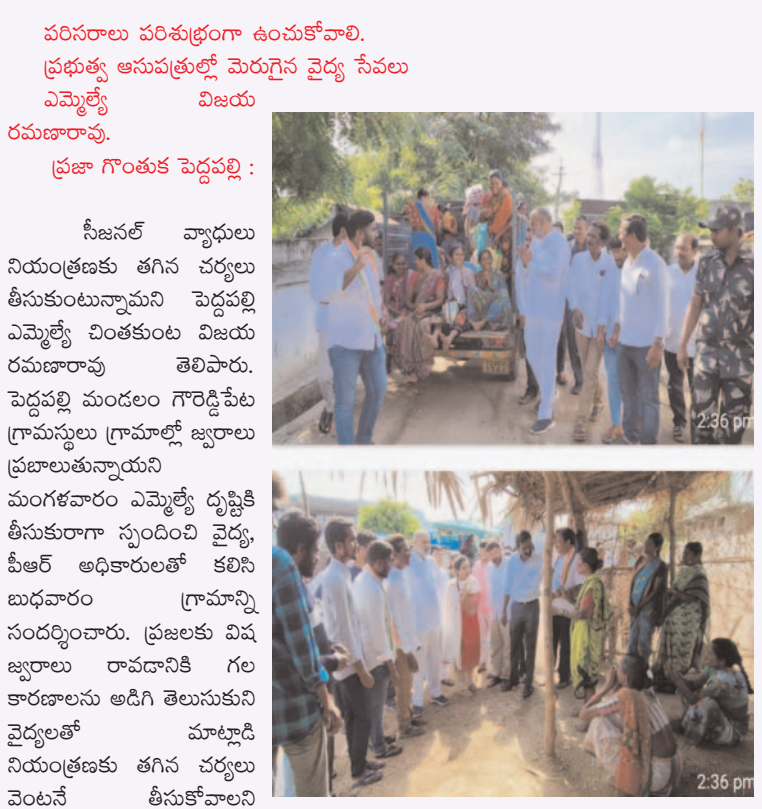 పరిసరాలు పరిశుభ్రంగా ఉంచుకోవాలి.
ప్రభుత్వ ఆసుపత్రుల్లో మెరుగైన వైద్య సేవలు
ఎమ్మెల్యే విజయ
రమణారావు.
ప్రజా గొంతుక పెద్దపల్లి :
సీజనల్ వ్యాధులు
నియంత్రణకు తగిన చర్యలు
తీసుకుంటున్నామని పెద్దపల్లి
ఎమ్మెల్యే చింతకుంట విజయ
రమణారావు తెలిపారు.
పెద్దపల్లి మండలం గౌరెడ్డిపేట
గ్రామస్థులు గ్రామాల్లో జ్వరాలు
ప్రబాలుతున్నాయని
మంగళవారం ఎమ్మెల్యే దృష్టికి
తీసుకురాగా స్పందించి వైద్య,
పీఆర్ అధికారులతో కలిసి
బుధవారం గ్రామాన్ని
సందర్శించారు. ప్రజలకు విష
జ్వరాలు రావడానికి గల
కారణాలను అడిగి తెలుసుకుని
వైద్యలతో మాట్లాడి
నియంత్రణకు తగిన చర్యలు
వెంటనే తీసుకోవాలని
2:36 pm
2:36 pm